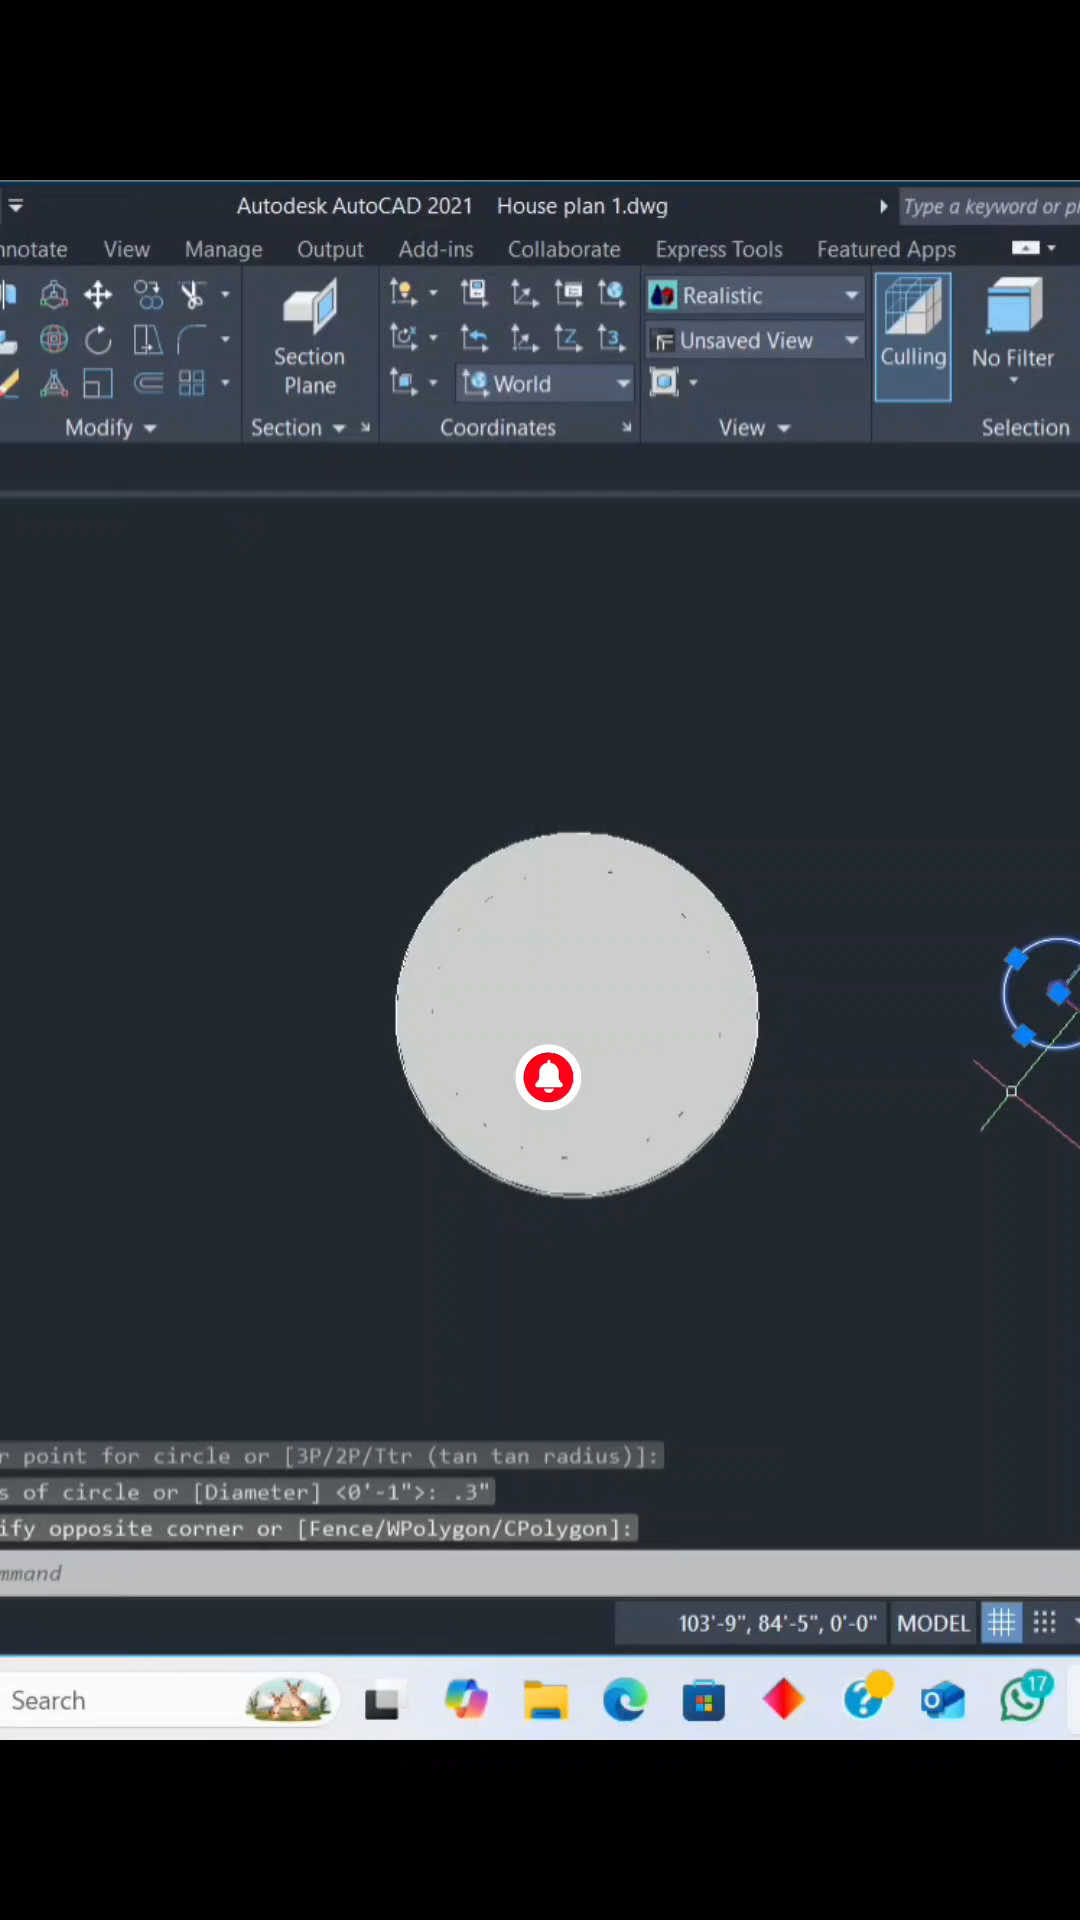 Autodesk AutoCAD 2021 House plan 1.dwg
Type a keyword or ph
nnotate View Manage Output Add-ins Collaborate Express Tools Featured Apps
Realistic
Unsaved View
Section
Plane
World
Culling
No Filter
Modify
Section
Coordinates
View
Selection
r point for circle or [3P/2P/Ttr (tan tan radius)]:
s of circle or [Diameter] <0'-1">: .3"
ify opposite corner or [Fence/WPolygon/CPolygon]:
mmand
103'-9", 84'-5", 0'-0" MODEL
Search
17